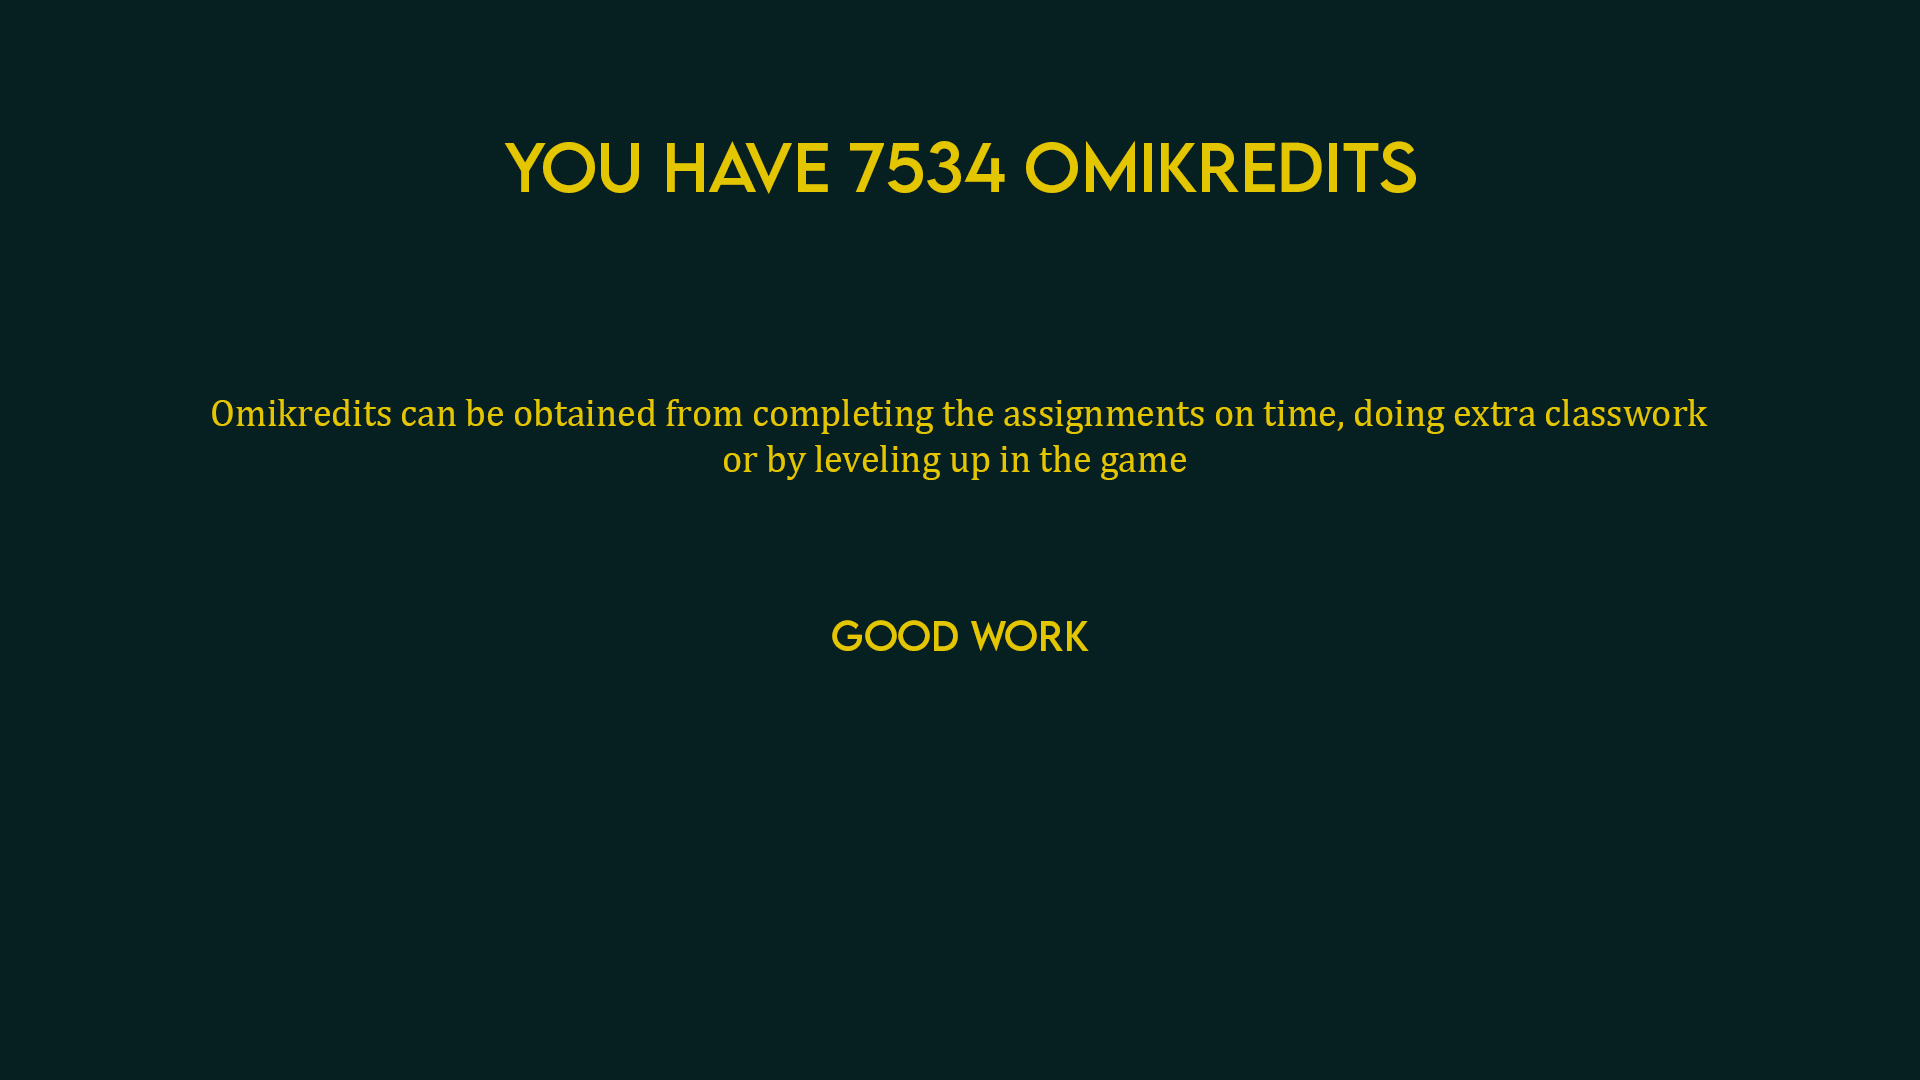 YOU HAVE 7534 OMIKREDITS
Omikredits can be obtained from completing the assignments on time, doing extra classwork
or by leveling up in the game
GOOD WORK